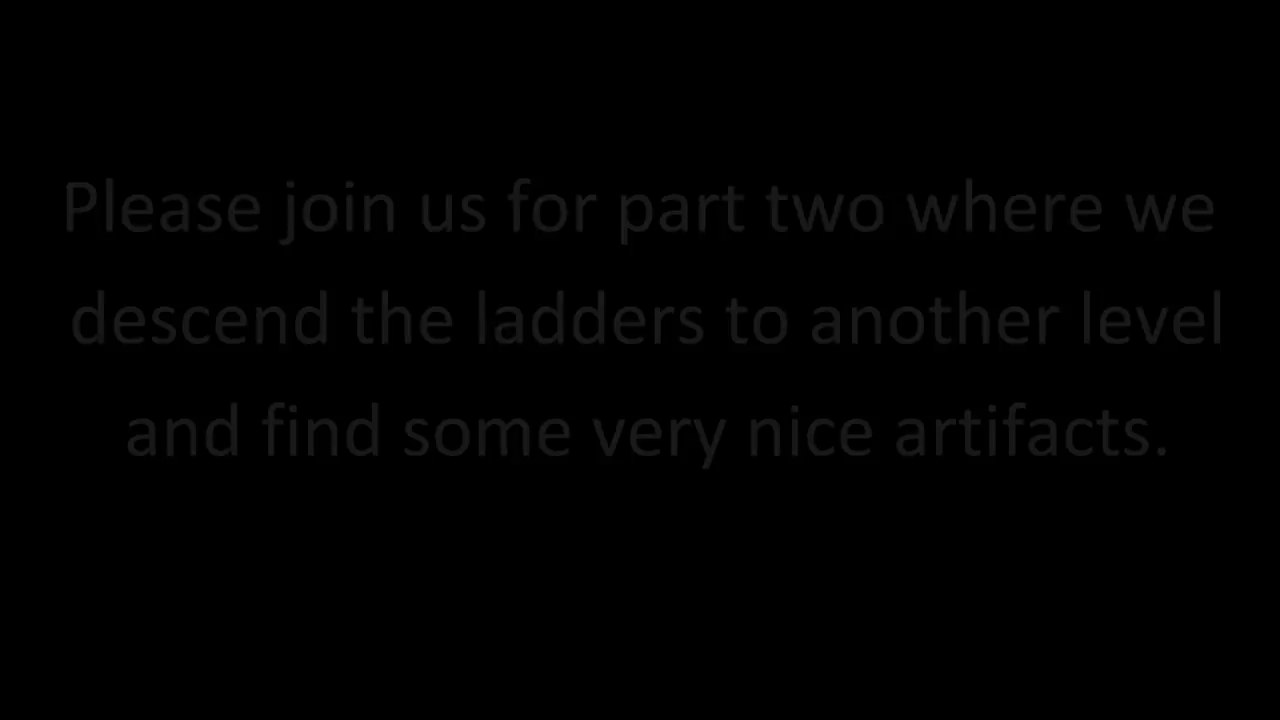 Please join us for part two where we
descend the ladders to another level
and find some very nice artifacts.